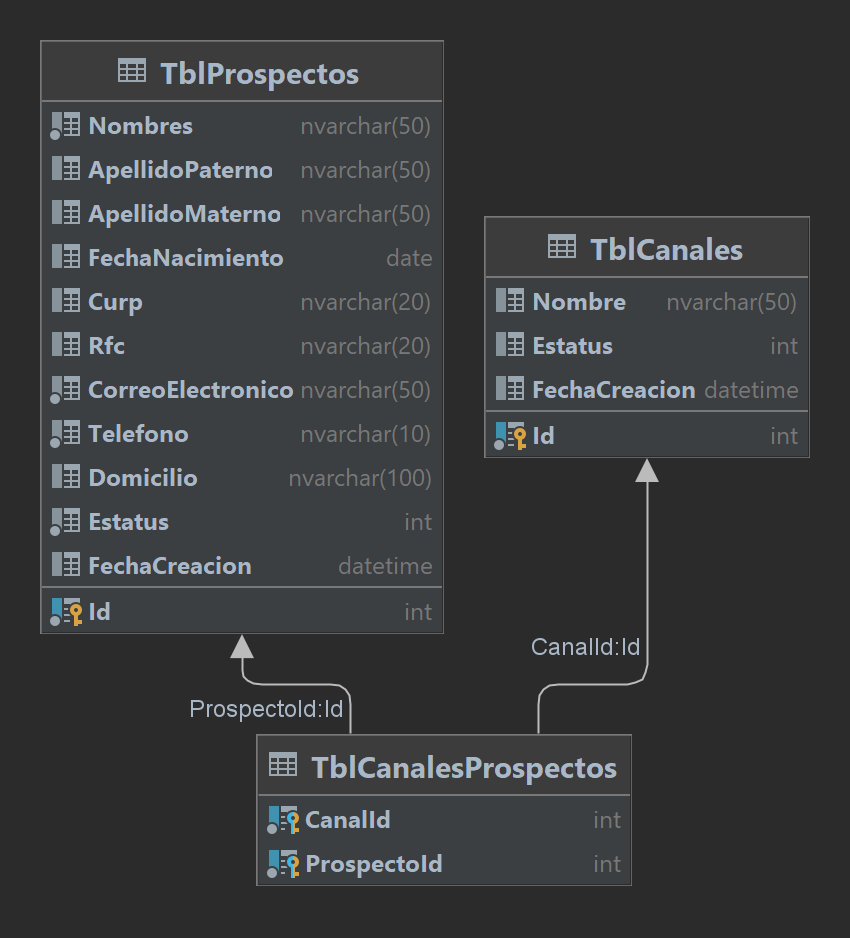 TblProspectos
Nombres nvarchar(50)
ApellidoPaterno nvarchar(50)
ApellidoMaterno nvarchar(50)
FechaNacimiento date
Curp nvarchar(20)
Rfc nvarchar(20)
CorreoElectronico nvarchar(50)
Telefono nvarchar(10)
Domicilio nvarchar(100)
Estatus int
FechaCreacion datetime
Id int
TblCanales
Nombre nvarchar(50)
Estatus int
FechaCreacion datetime
Id int
CanalId:Id
ProspectoId:Id
TblCanalesProspectos
CanalId int
ProspectoId int